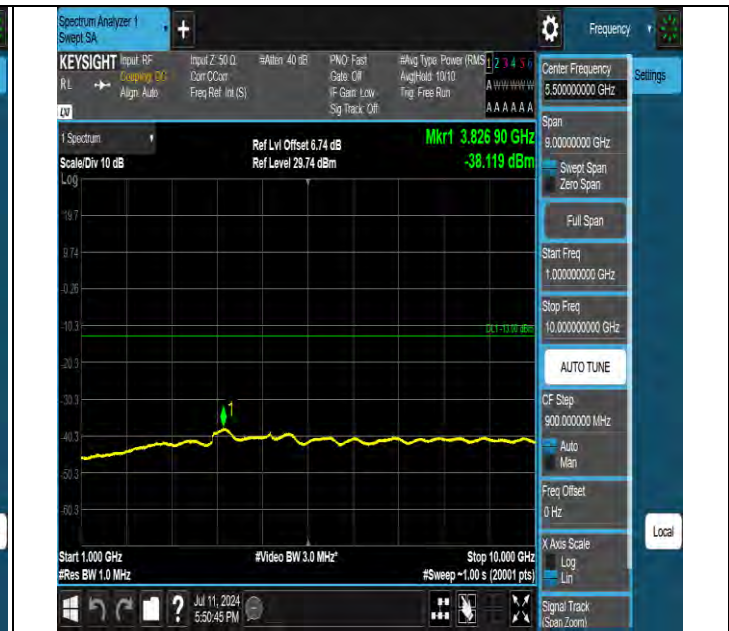 Spectrum Analyzer 1
Swept SA
+
Frequency
KEYSIGHT
RL
Input: RF
Coupling: DC
Align: Auto
Input Z: 50 Ω
Corr CCorr
Freq Ref: Int (S)
#Atten: 40 dB
PNO: Fast
Gate: Off
IF Gain: Low
Sig Track: Off
#Avg Type: Power (RMS
Avg|Hold: 10/10
Trig: Free Run
1 2 3 4 5 6
A W W W W W
A A A A A A
1 Spectrum
Scale/Div 10 dB
Log
Ref Lvl Offset 6.74 dB
Ref Level 29.74 dBm
Mkr1 3.826 90 GHz
-38.119 dBm
19.7
9.74
-0.26
-10.3
-20.3
-30.3
-40.3
-50.3
-60.3
DL1 -13.00 dBm
1
Start 1.000 GHz
#Res BW 1.0 MHz
#Video BW 3.0 MHz*
Stop 10.000 GHz
#Sweep ~1.00 s (20001 pts)
?
Jul 11, 2024
5:50:45 PM
Center Frequency
5.500000000 GHz
Settings
Span
9.00000000 GHz
Swept Span
Zero Span
Full Span
Start Freq
1.000000000 GHz
Stop Freq
10.000000000 GHz
AUTO TUNE
CF Step
900.000000 MHz
Auto
Man
Freq Offset
0 Hz
X Axis Scale
Log
Lin
Local
Signal Track
(Span Zoom)